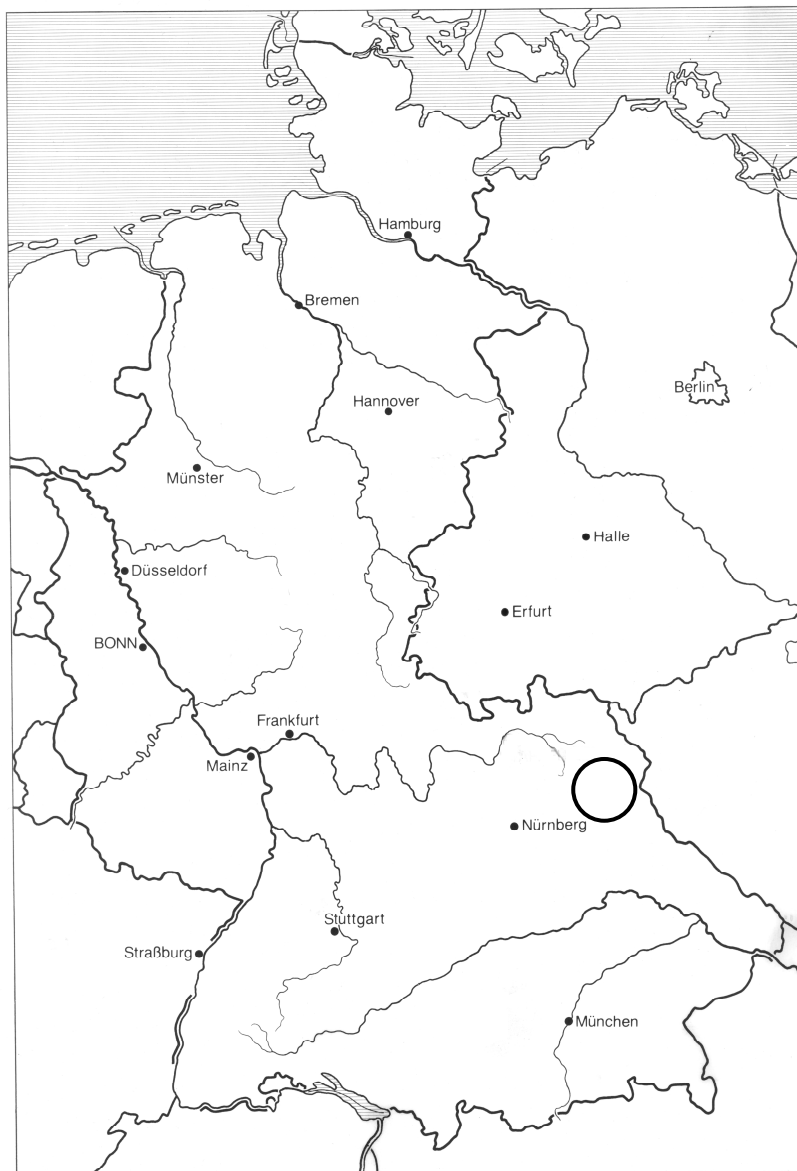 Hamburg
Bremen
Berlin
Hannover
Münster
Halle
Düsseldorf
Erfurt
BONN
Frankfurt
Mainz
Nürnberg
Stuttgart
Straßburg
München